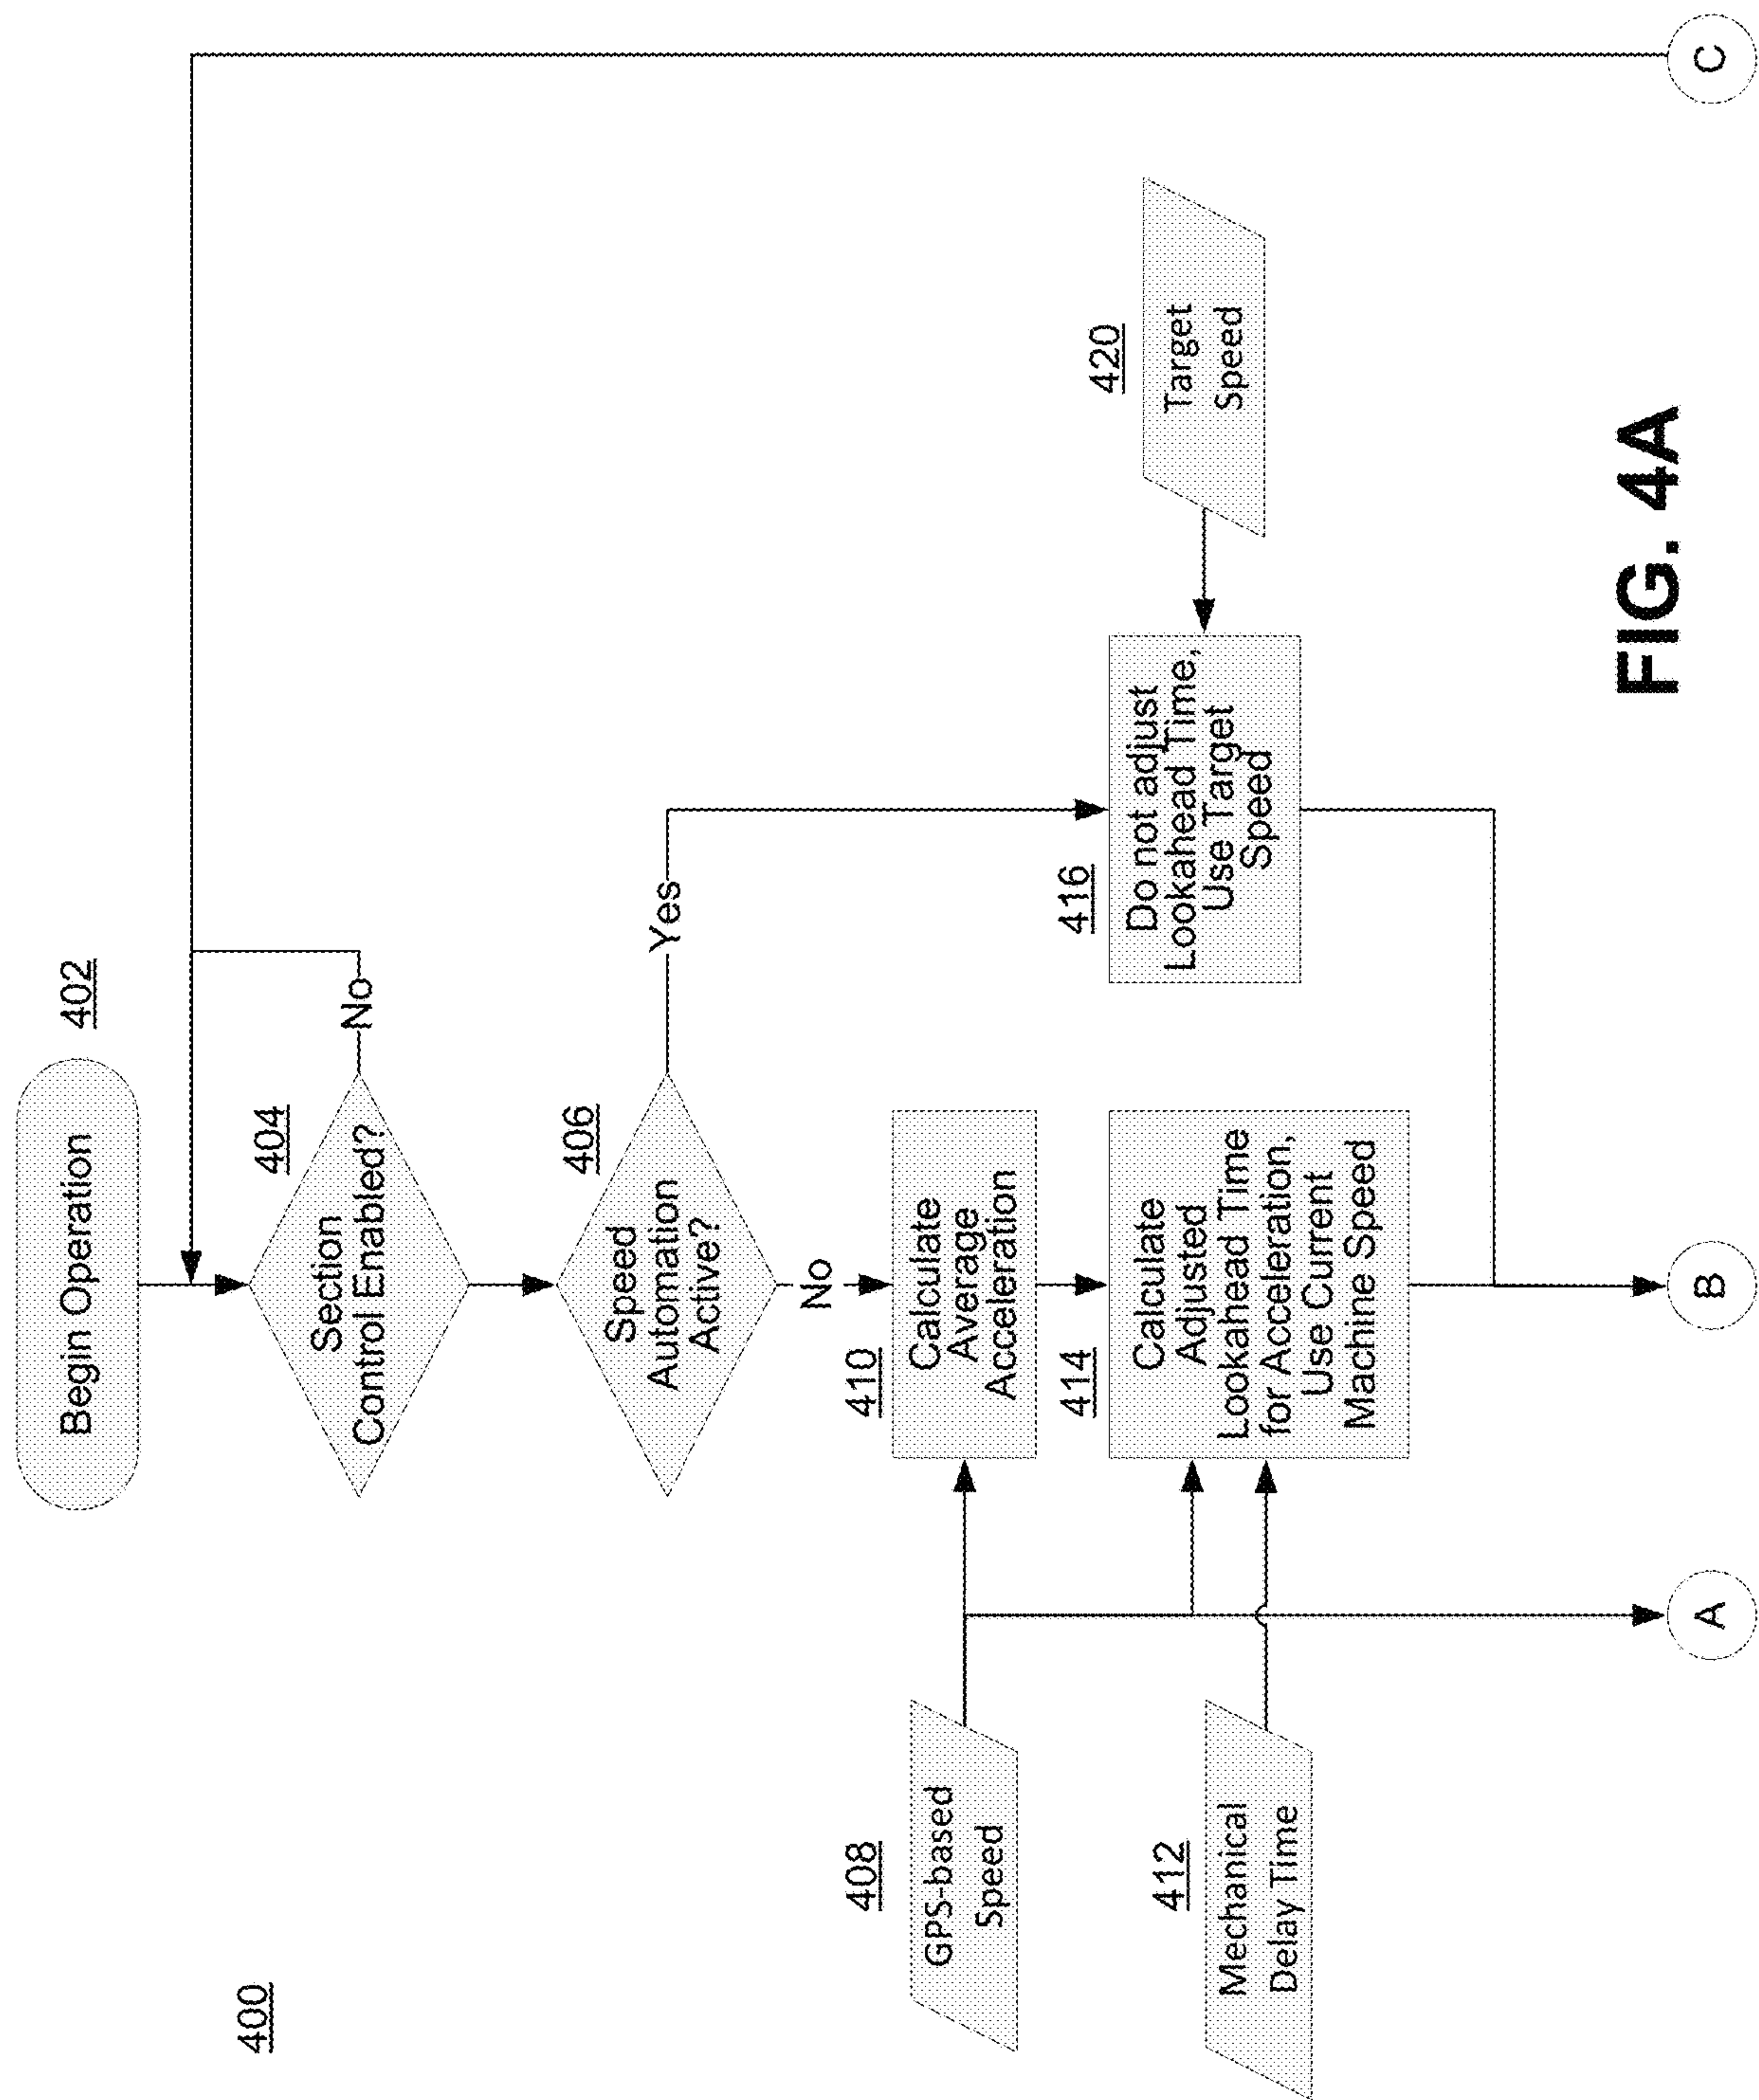 400
Begin Operation
402
404
Section
Control Enabled?
No
406
Speed
Automation
Active?
Yes
No
408
GPS-based
Speed
410
Calculate
Average
Acceleration
412
Mechanical
Delay Time
414
Calculate
Adjusted
Lookahead Time
for Acceleration,
Use Current
Machine Speed
416
Do not adjust
Lookahead Time,
Use Target
Speed
420
Target
Speed
A
B
C
FIG. 4A